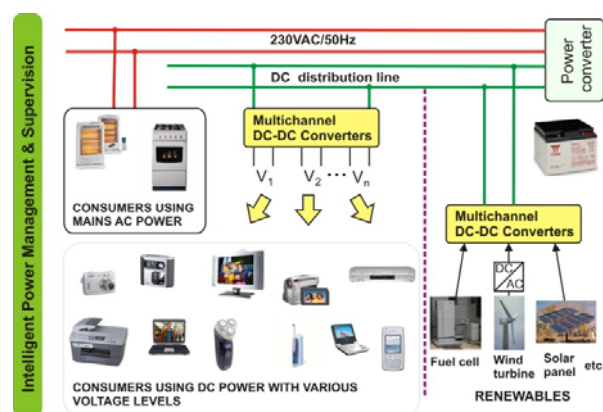 Intelligent Power Management & Supervision
230VAC/50Hz
DC distribution line
Power
converter
Multichannel
DC-DC Converters
V1 V2 ... Vn
CONSUMERS USING
MAINS AC POWER
Multichannel
DC-DC Converters
DC
AC
Fuel cell
Wind
turbine
Solar
panel
etc
RENEWABLES
CONSUMERS USING DC POWER WITH VARIOUS
VOLTAGE LEVELS